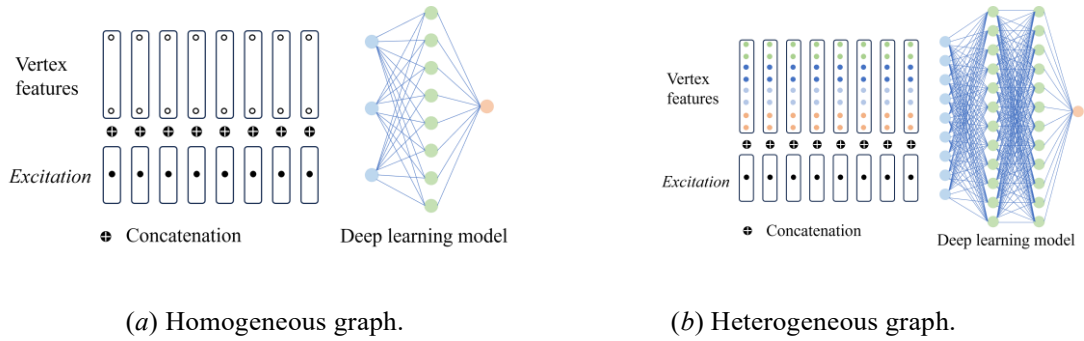 Vertex
features
Excitation
⊕ Concatenation
Deep learning model
(a) Homogeneous graph.
Vertex
features
Excitation
⊕ Concatenation
Deep learning model
(b) Heterogeneous graph.